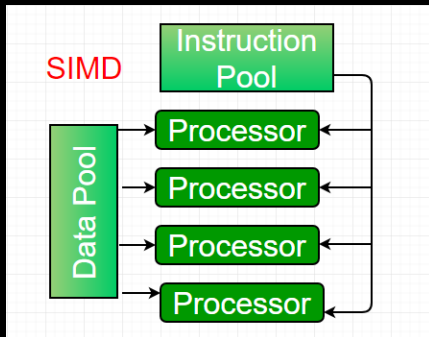 SIMD
Instruction
Pool
Data Pool
Processor
Processor
Processor
Processor